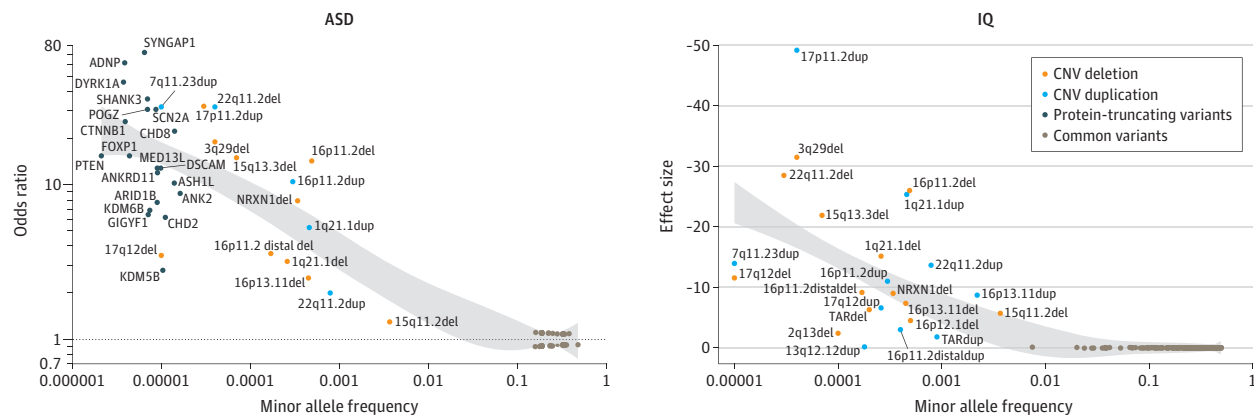 ASD
80
10
1
0.7
Odds ratio
SYNGAP1
ADNP
7q11.23dup
DYRK1A
22q11.2del
SHANK3
POGZ
SCN2A
17p11.2dup
CTNNB1
CHD8
FOXP1
3q29del
16p11.2del
PTEN
MED13L
DSCAM
15q13.3del
ANKRD11
ASH1L
16p11.2dup
ARID1B
ANK2
NRXN1del
KDM6B
GIGYF1
CHD2
1q21.1dup
17q12del
16p11.2 distal del
1q21.1del
KDM5B
16p13.11del
22q11.2dup
15q11.2del
0.000001
0.000001
0.0001
0.001
0.01
0.1
1
Minor allele frequency
IQ
-50
-40
-30
-20
-10
0
Effect size
17p11.2dup
CNV deletion
CNV duplication
Protein-truncating variants
Common variants
3q29del
22q11.2del
16p11.2del
1q21.1dup
15q13.3del
7q11.23dup
1q21.1del
22q11.2dup
17q12del
16p11.2dup
16p11.2distaldel
NRXN1del
16p13.11dup
17q12dup
16p13.11del
15q11.2del
TARdel
16p12.1del
2q13del
TARdup
13q12.12dup
16p11.2distaldup
0.00001
0.0001
0.001
0.01
0.1
1
Minor allele frequency